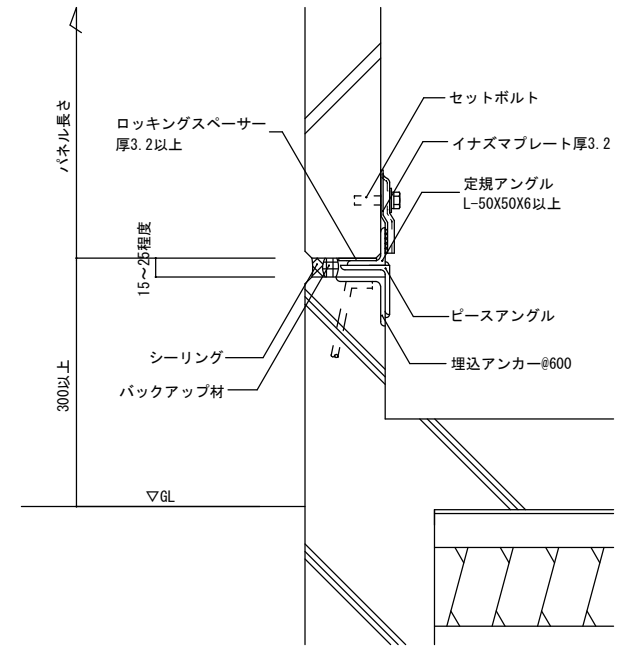 セットボルト
ロッキングスペーサー
厚3.2以上
イナズマプレート厚3.2
定規アングル
L-50X50X6以上
パネル長さ
15～25程度
ピースアングル
シーリング
埋込アンカー@600
バックアップ材
300以上
▽GL